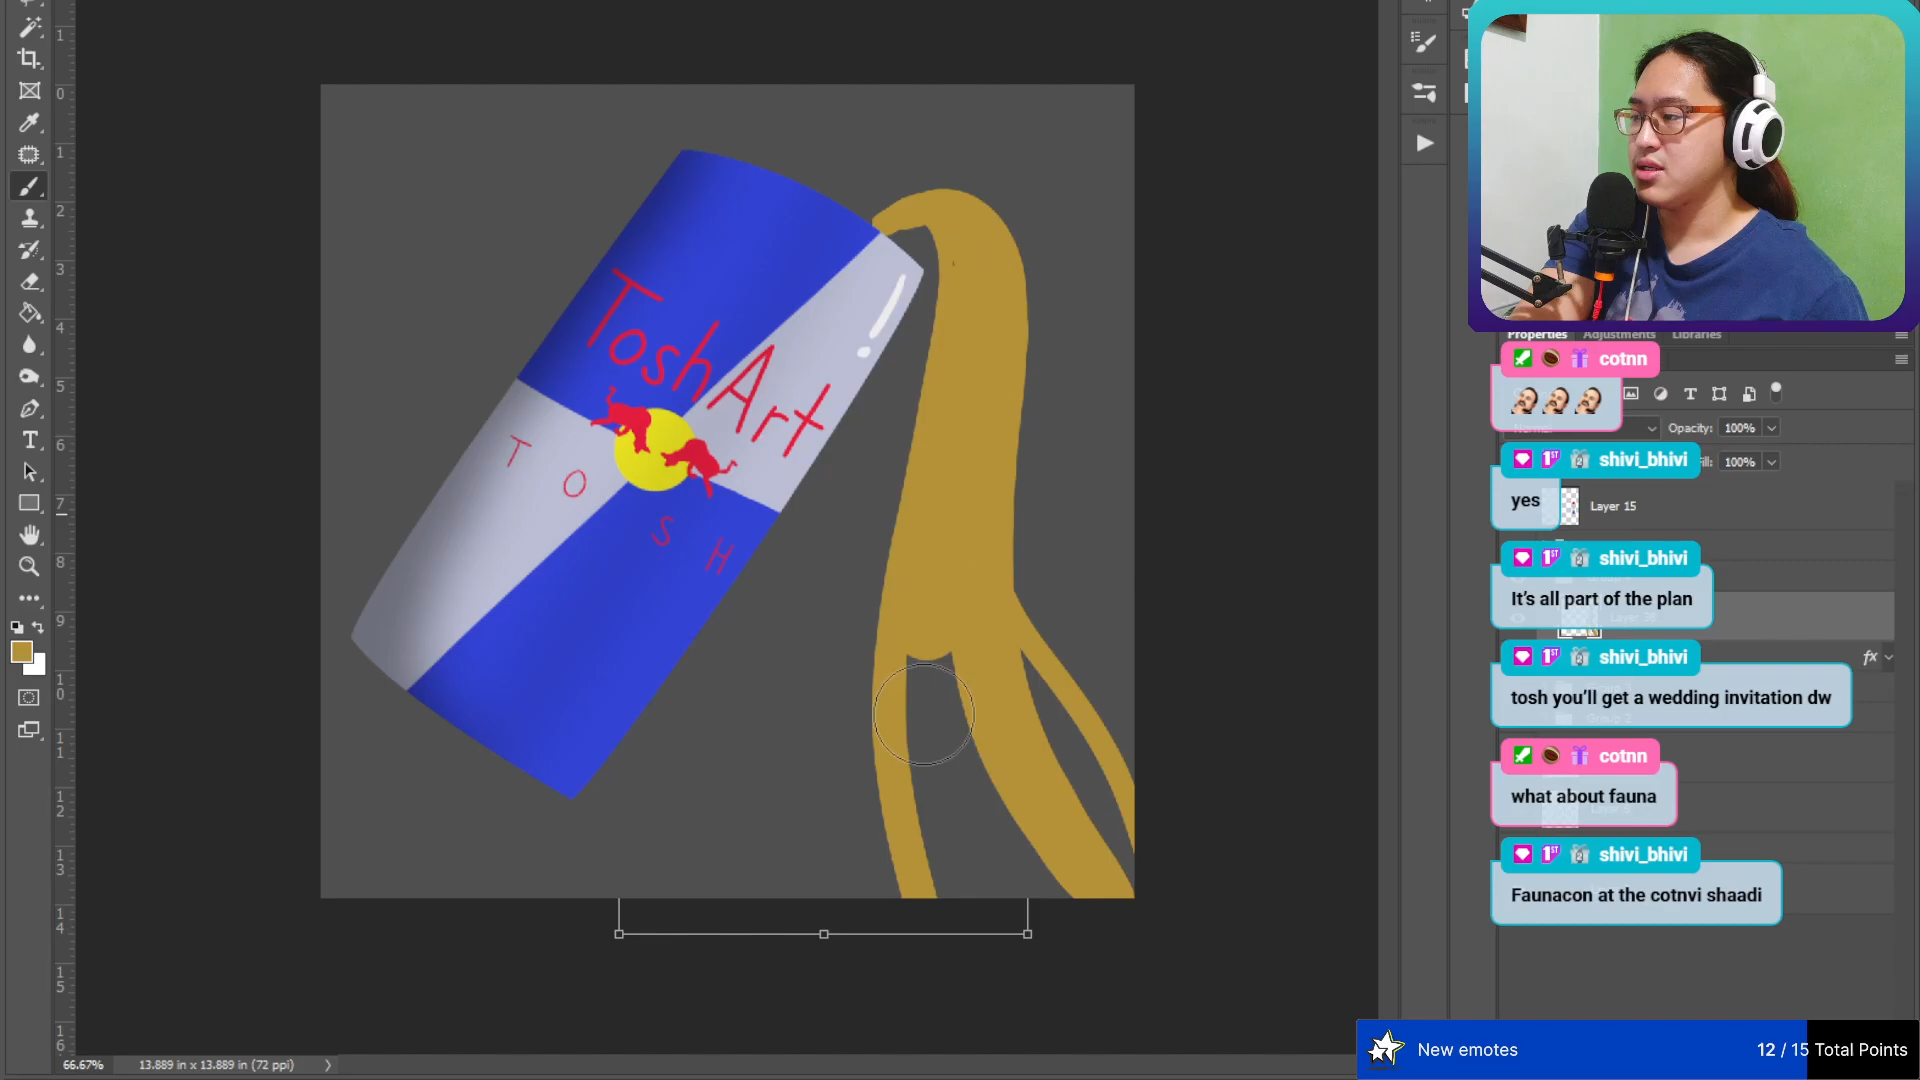 ToshArt
T O S H
Properties
Adjustments
Libraries
cotnn
Opacity:
100%
shivi_bhivi
100%
yes
Layer 15
shivi_bhivi
It's all part of the plan
shivi_bhivi
fx
tosh you'll get a wedding invitation dw
cotnn
what about fauna
shivi_bhivi
Faunacon at the cotnvi shaadi
New emotes
12 / 15 Total Points
66.67%
13.889 in x 13.889 in (72 ppi)